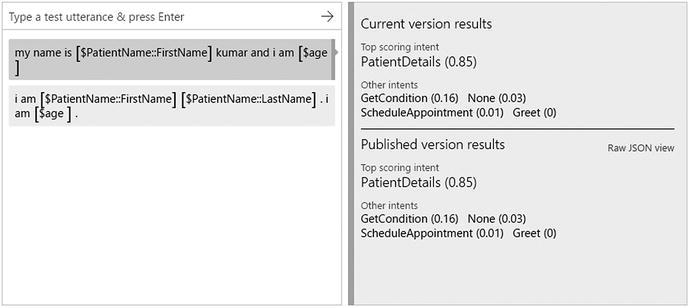 Type a test utterance & press Enter
my name is [$PatientName::FirstName] kumar and i am [$age
]
i am [$PatientName::FirstName] [$PatientName::LastName] . i
am [$age ] .
Current version results
Top scoring intent
PatientDetails (0.85)
Other intents
GetCondition (0.16) None (0.03)
ScheduleAppointment (0.01) Greet (0)
Published version results
Raw JSON view
Top scoring intent
PatientDetails (0.85)
Other intents
GetCondition (0.16) None (0.03)
ScheduleAppointment (0.01) Greet (0)